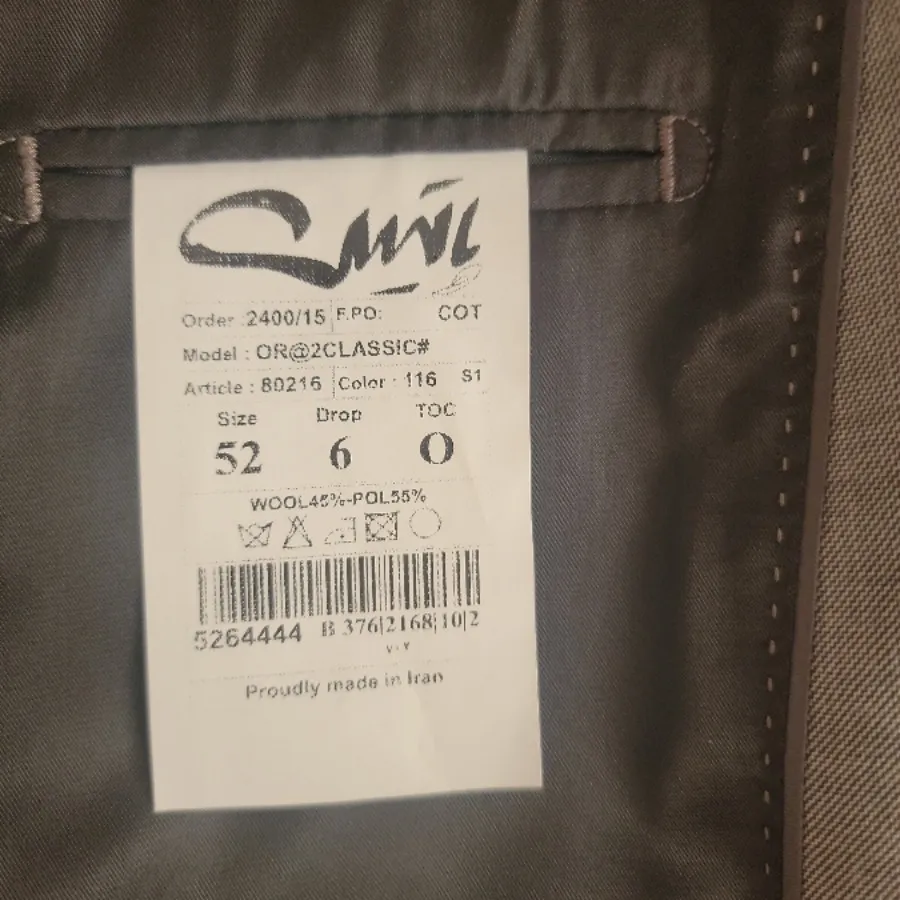 Order :2400/15 F.PO: COT
Model : OR@2CLASSIC#
Article : 80216 Color : 116 S1
Size Drop TOC
52 6 O
WOOL45%-POL55%
5264444 B 376|2168|10|2
Proudly made in Iran